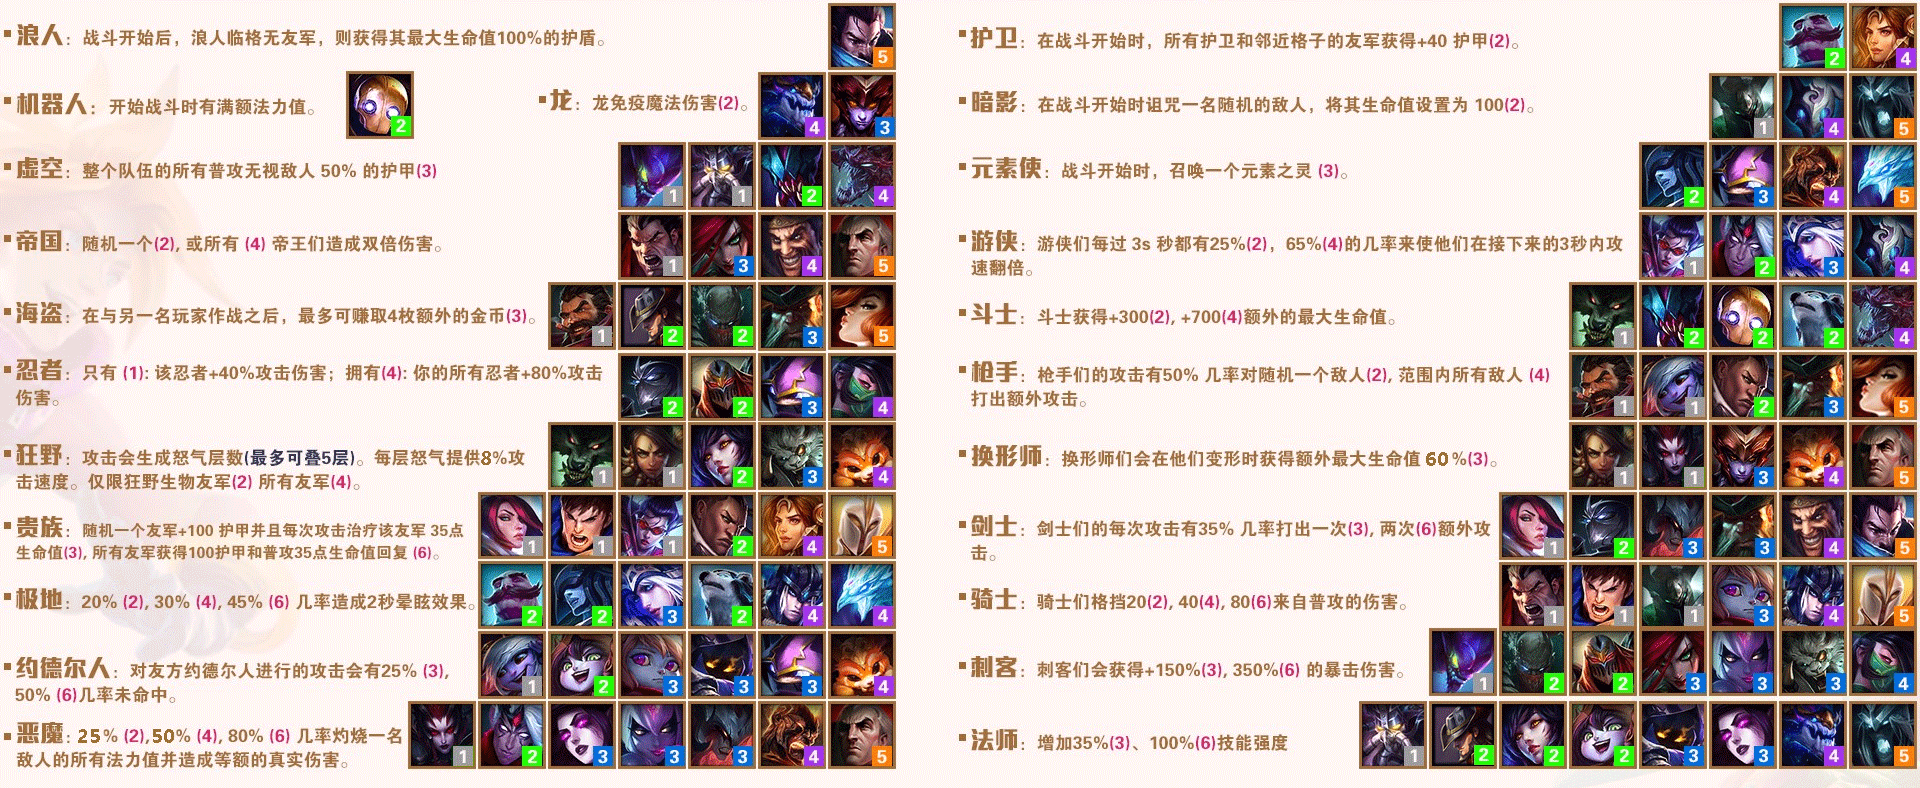 浪人：战斗开始后，浪人临格无友军，则获得其最大生命值100%的护盾。
5
机器人：开始战斗时有满额法力值。
2
龙：龙免疫魔法伤害(2)。
4 3
虚空：整个队伍的所有普攻无视敌人 50% 的护甲(3)
1 1 2 4
帝国：随机一个(2), 或所有 (4) 帝王们造成双倍伤害。
1 3 4 5
海盗：在与另一名玩家作战之后，最多可赚取4枚额外的金币(3)。
1 2 2 3 5
忍者：只有 (1): 该忍者+40%攻击伤害；拥有(4): 你的所有忍者+80%攻击
伤害。
2 2 3 4
狂野：攻击会生成怒气层数(最多可叠5层)。每层怒气提供8%攻
击速度。仅限狂野生物友军(2) 所有友军(4)。
1 1 2 3 4
贵族：随机一个友军+100 护甲并且每次攻击治疗该友军 35点
生命值(3), 所有友军获得100护甲和普攻35点生命值回复 (6)。
1 1 1 2 4 5
极地：20% (2), 30% (4), 45% (6) 几率造成2秒晕眩效果。
2 2 3 2 4 4
约德尔人：对友方约德尔人进行的攻击会有25% (3),
50% (6)几率未命中。
1 2 3 3 3 4
恶魔：25% (2),50% (4), 80% (6) 几率灼烧一名
敌人的所有法力值并造成等额的真实伤害。
1 2 3 3 3 4 5
护卫：在战斗开始时，所有护卫和邻近格子的友军获得+40 护甲(2)。
2 4
暗影：在战斗开始时诅咒一名随机的敌人，将其生命值设置为 100(2)。
1 4 5
元素使：战斗开始时，召唤一个元素之灵 (3)。
2 3 4 5
游侠：游侠们每过 3s 秒都有25%(2)，65%(4)的几率来使他们在接下来的3秒内攻
速翻倍。
1 2 3 4
斗士：斗士获得+300(2), +700(4)额外的最大生命值。
1 2 2 2 4
枪手：枪手们的攻击有50% 几率对随机一个敌人(2), 范围内所有敌人 (4)
打出额外攻击。
1 1 2 3 5
换形师：换形师们会在他们变形时获得额外最大生命值 60%(3)。
1 1 3 4 5
剑士：剑士们的每次攻击有35% 几率打出一次(3), 两次(6)额外攻
击。
1 2 3 3 4 5
骑士：骑士们格挡20(2), 40(4), 80(6)来自普攻的伤害。
1 1 1 3 4 5
刺客：刺客们会获得+150%(3), 350%(6) 的暴击伤害。
1 2 2 3 3 3 4
法师：增加35%(3)、100%(6)技能强度
1 2 2 2 3 3 4 5